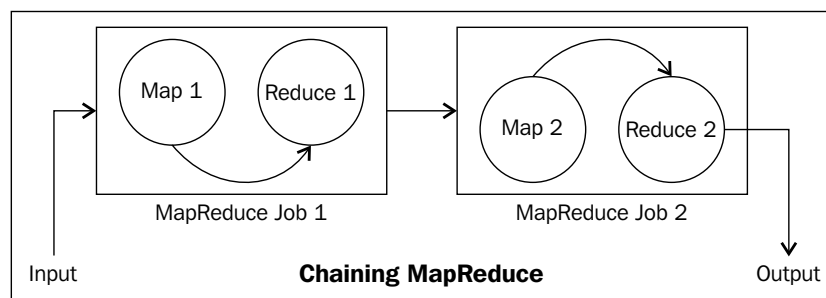 Map 1
Reduce 1
Map 2
Reduce 2
MapReduce Job 1
MapReduce Job 2
Input
Chaining MapReduce
Output